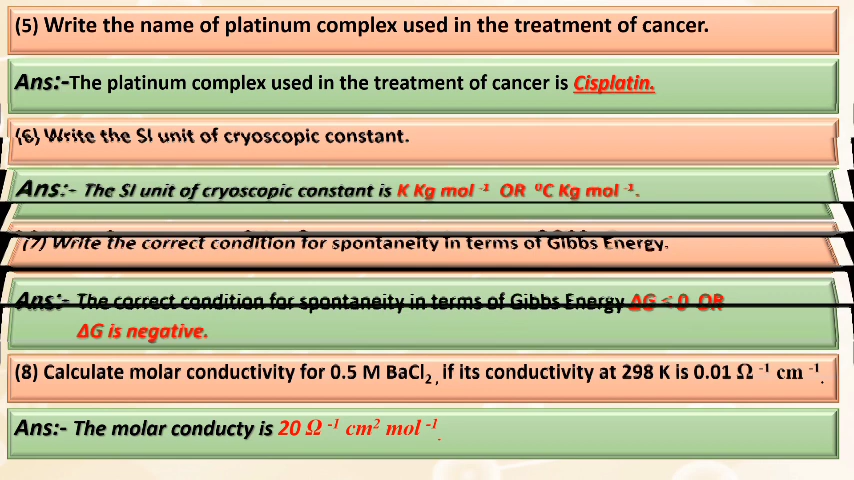 (5) Write the name of platinum complex used in the treatment of cancer.
Ans:-The platinum complex used in the treatment of cancer is Cisplatin.
(6) Write the SI unit of cryoscopic constant.
Ans:- The SI unit of cryoscopic constant is K Kg mol ⁻¹ OR ⁰C Kg mol ⁻¹.
(7) Write the correct condition for spontaneity in terms of Gibbs Energy.
Ans:- The correct condition for spontaneity in terms of Gibbs Energy ΔG < 0 OR
ΔG is negative.
(8) Calculate molar conductivity for 0.5 M BaCl₂ , if its conductivity at 298 K is 0.01 Ω ⁻¹ cm ⁻¹.
Ans:- The molar conducty is 20 Ω ⁻¹ cm² mol ⁻¹.